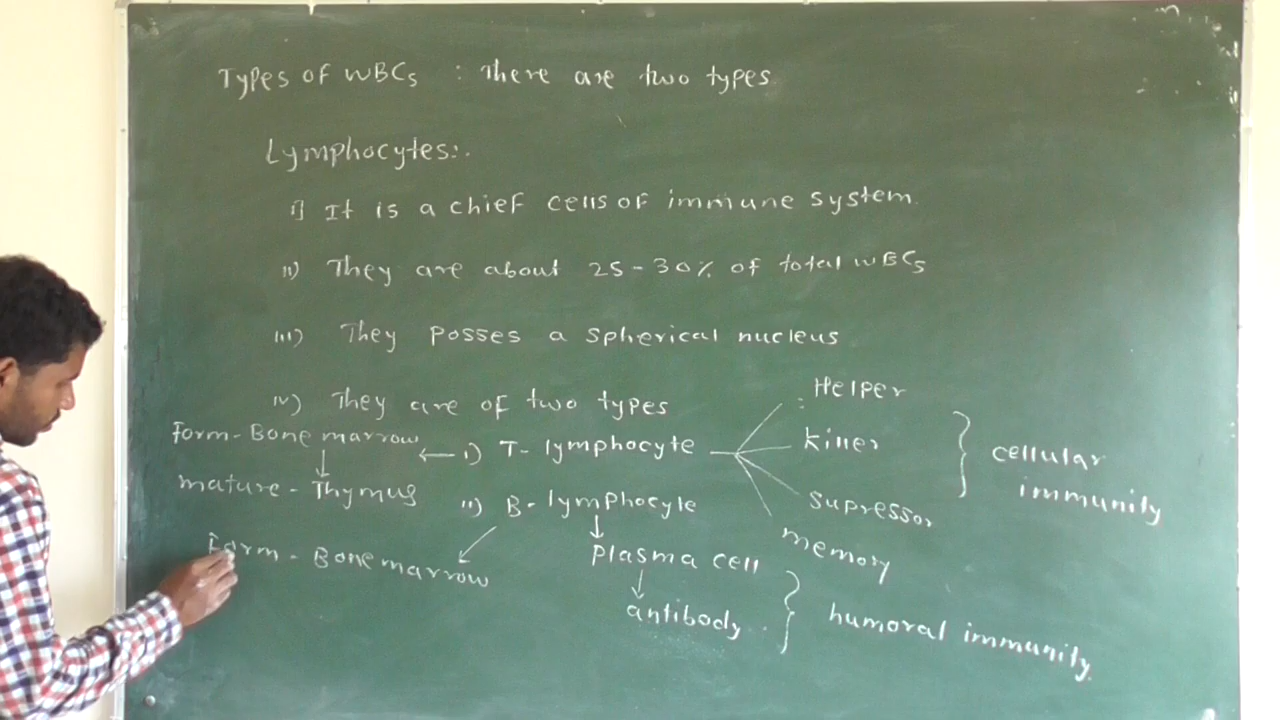 Types of WBCs : There are two types
Lymphocytes:.
i] It is a chief cells of immune system.
ii) They are about 25-30% of total WBCs
iii) They posses a spherical nucleus
iv) They are of two types
Form-Bone marrow ← i) T-lymphocyte
mature - Thymus
Helper
killer
supressor
memory
cellular
immunity
ii) B-lymphocyte
Form - Bone marrow
Plasma cell
antibody.
humoral immunity